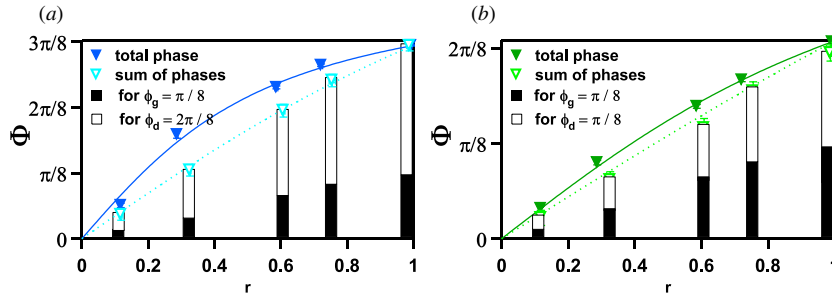 (a)
3π/8
2π/8
π/8
0
Φ
total phase
sum of phases
for ϕg = π / 8
for ϕd = 2π / 8
0 0.2 0.4 0.6 0.8 1
r
(b)
2π/8
π/8
0
Φ
total phase
sum of phases
for ϕg = π / 8
for ϕd = π / 8
0 0.2 0.4 0.6 0.8 1
r